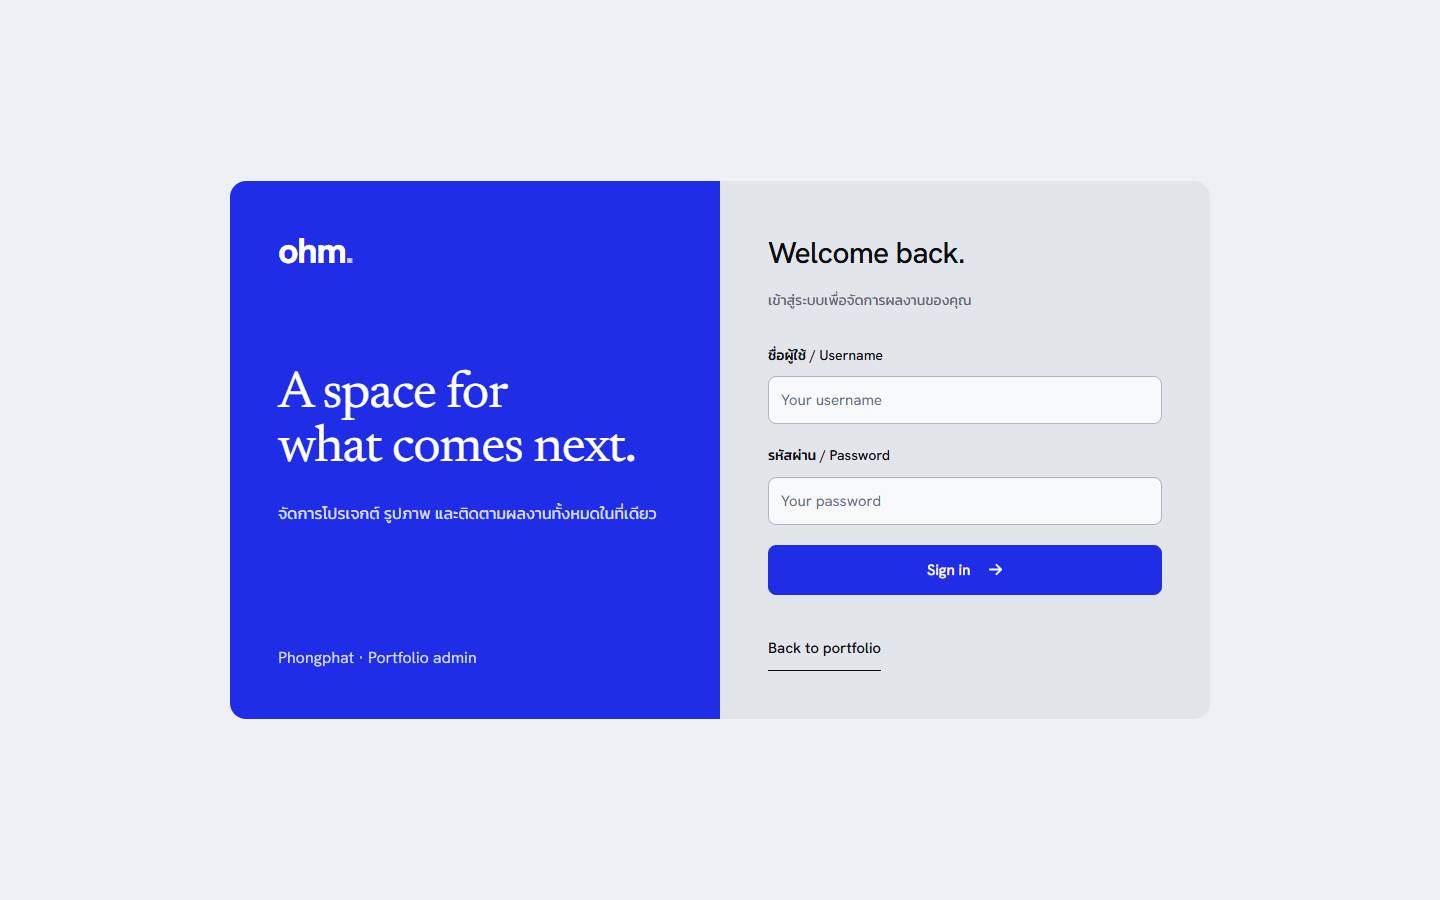 ohm.
A space for
what comes next.
จัดการโปรเจกต์ รูปภาพ และติดตามผลงานทั้งหมดในที่เดียว
Phongphat · Portfolio admin
Welcome back.
เข้าสู่ระบบเพื่อจัดการผลงานของคุณ
ชื่อผู้ใช้ / Username
Your username
รหัสผ่าน / Password
Your password
Sign in →
Back to portfolio